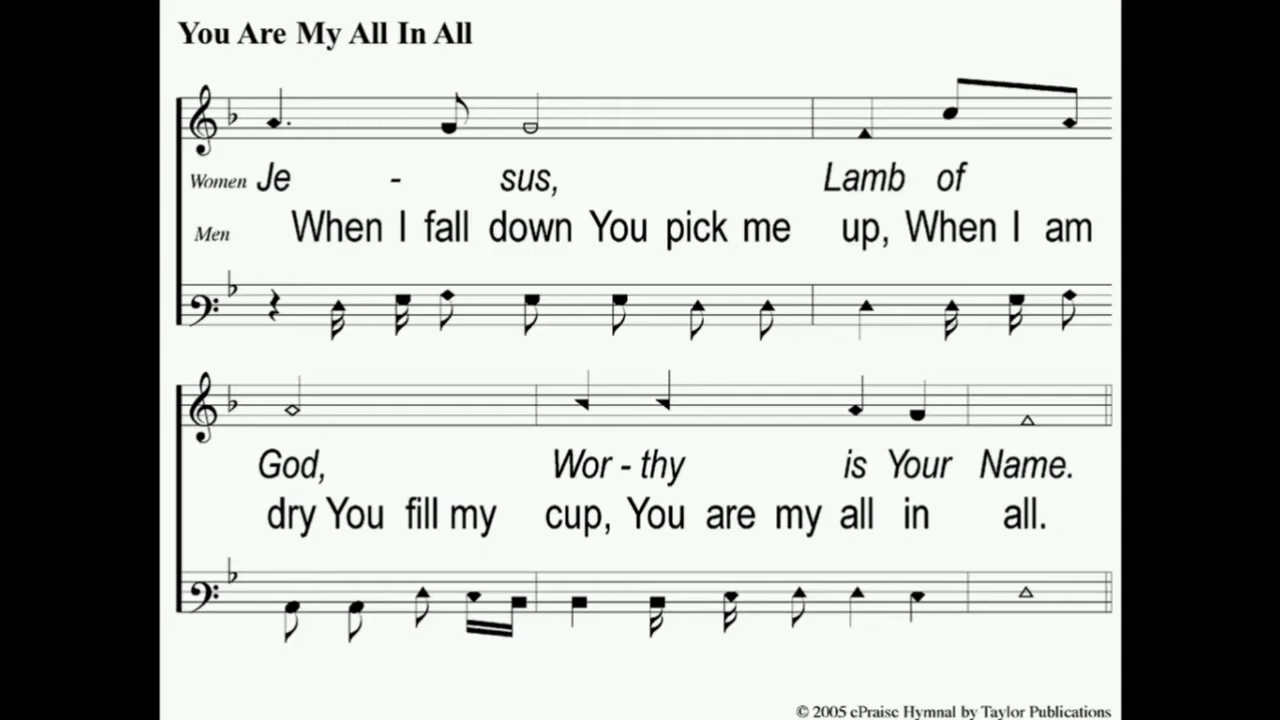 You Are My All In All
Women Je - sus, Lamb of
Men When I fall down You pick me up, When I am
God, Wor - thy is Your Name.
dry You fill my cup, You are my all in all.
© 2005 ePraise Hymnal by Taylor Publications